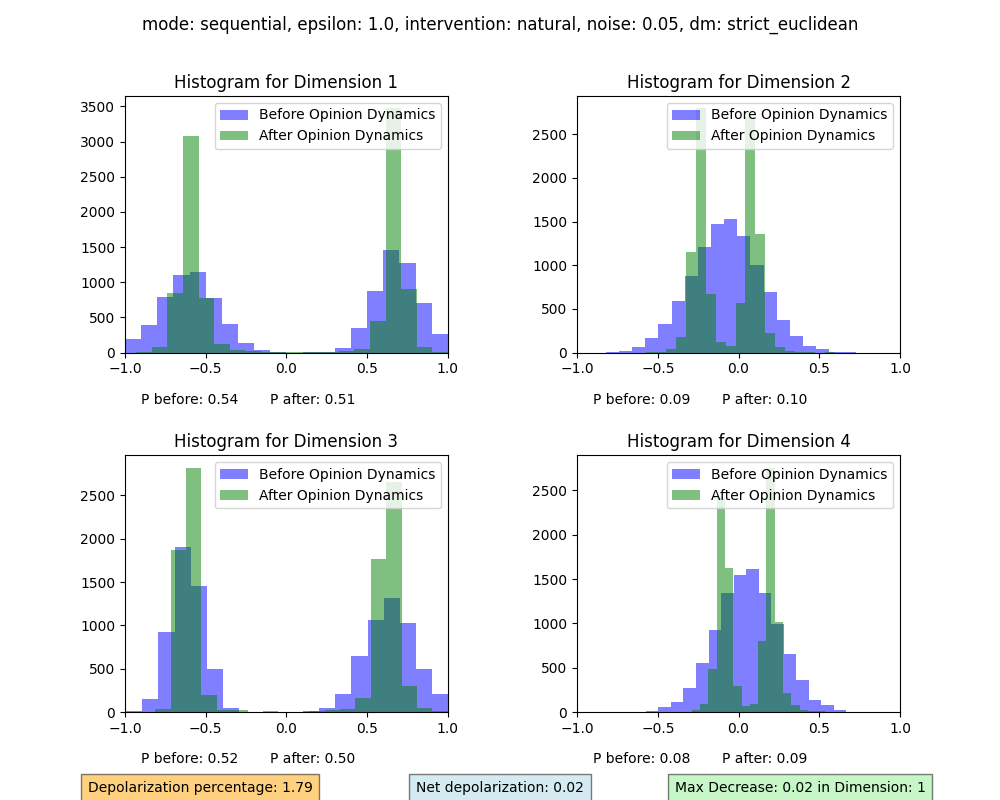 mode: sequential, epsilon: 1.0, intervention: natural, noise: 0.05, dm: strict_euclidean
Histogram for Dimension 1
Before Opinion Dynamics
After Opinion Dynamics
3500
3000
2500
2000
1500
1000
500
0
−1.0 −0.5 0.0 0.5 1.0
P before: 0.54 P after: 0.51
Histogram for Dimension 2
Before Opinion Dynamics
After Opinion Dynamics
2500
2000
1500
1000
500
0
−1.0 −0.5 0.0 0.5 1.0
P before: 0.09 P after: 0.10
Histogram for Dimension 3
Before Opinion Dynamics
After Opinion Dynamics
2500
2000
1500
1000
500
0
−1.0 −0.5 0.0 0.5 1.0
P before: 0.52 P after: 0.50
Histogram for Dimension 4
Before Opinion Dynamics
After Opinion Dynamics
2500
2000
1500
1000
500
0
−1.0 −0.5 0.0 0.5 1.0
P before: 0.08 P after: 0.09
Depolarization percentage: 1.79
Net depolarization: 0.02
Max Decrease: 0.02 in Dimension: 1